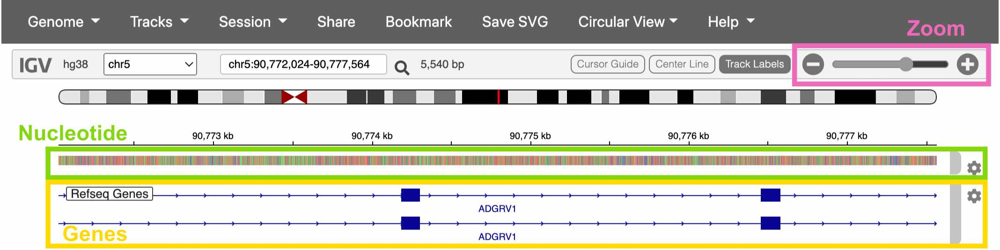 Genome Tracks Session Share Bookmark Save SVG Circular View Help
Zoom
IGV hg38 chr5 chr5:90,772,024-90,777,564 5,540 bp Cursor Guide Center Line Track Labels
Nucleotide
90,773 kb 90,774 kb 90,775 kb 90,776 kb 90,777 kb
Refseq Genes
ADGRV1
Genes
ADGRV1